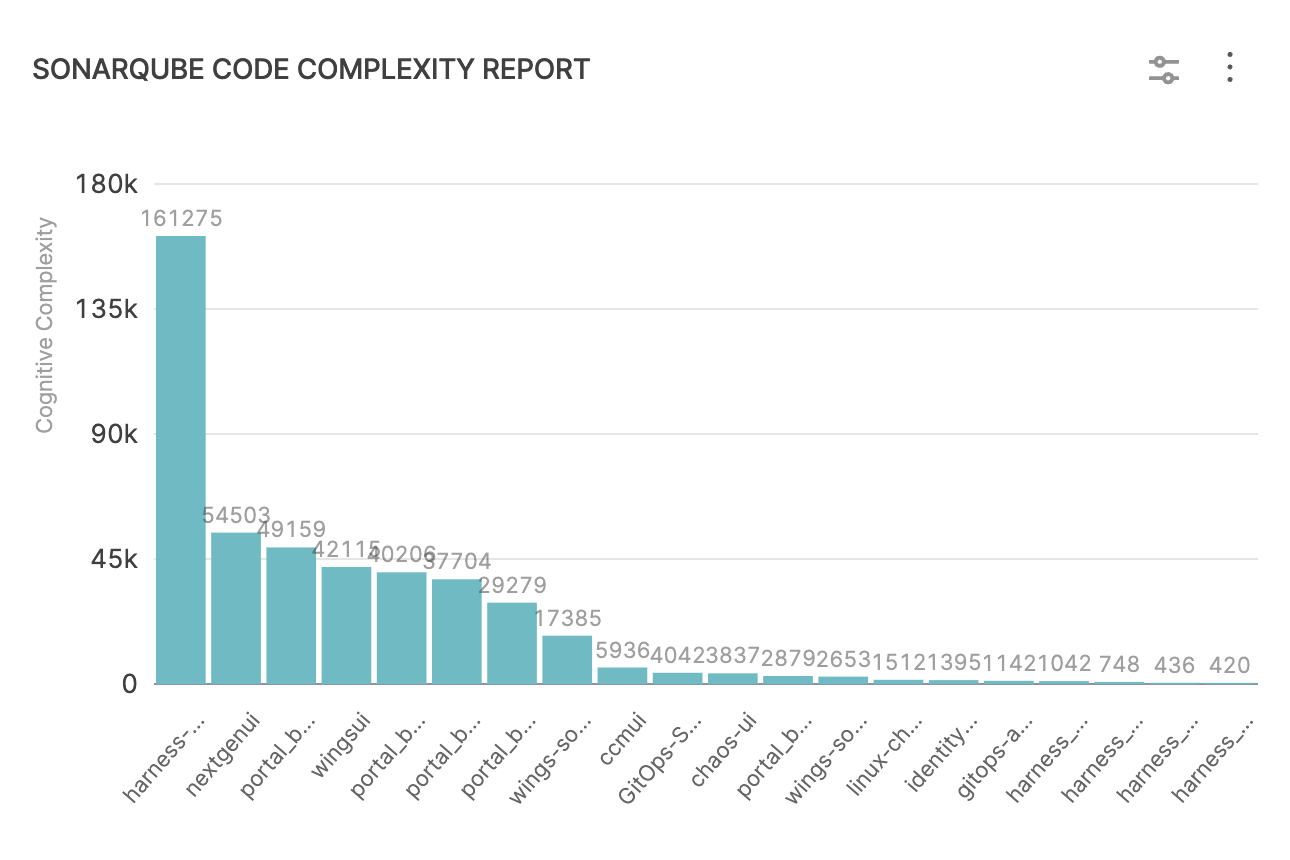 SONARQUBE CODE COMPLEXITY REPORT
Cognitive Complexity
180k
135k
90k
45k
0
161275
54503
49159
42115
40206
37704
29279
17385
5936
4042
3837
2879
2653
1512
1395
1142
1042
748
436
420
harness-...
nextgenui
portal_b...
wingsui
portal_b...
portal_b...
portal_b...
wings-so...
ccmui
GitOps-S...
chaos-ui
portal_b...
wings-so...
linux-ch...
identity...
gitops-a...
harness_...
harness_...
harness_...
harness_...